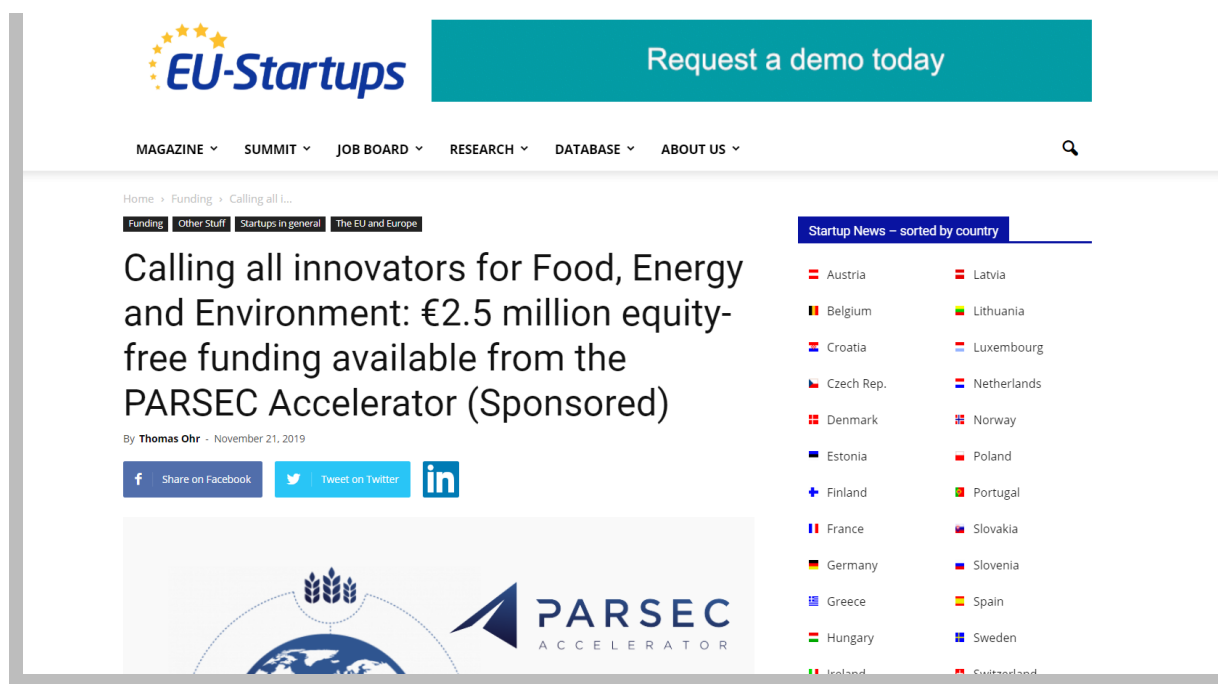 EU-Startups
Request a demo today
MAGAZINE SUMMIT JOB BOARD RESEARCH DATABASE ABOUT US
Home › Funding › Calling all i...
Funding Other Stuff Startups in general The EU and Europe
Calling all innovators for Food, Energy
and Environment: €2.5 million equity-
free funding available from the
PARSEC Accelerator (Sponsored)
By Thomas Ohr - November 21, 2019
f Share on Facebook Tweet on Twitter in
PARSEC
ACCELERATOR
Startup News – sorted by country
Austria Latvia
Belgium Lithuania
Croatia Luxembourg
Czech Rep. Netherlands
Denmark Norway
Estonia Poland
Finland Portugal
France Slovakia
Germany Slovenia
Greece Spain
Hungary Sweden
Ireland Switzerland